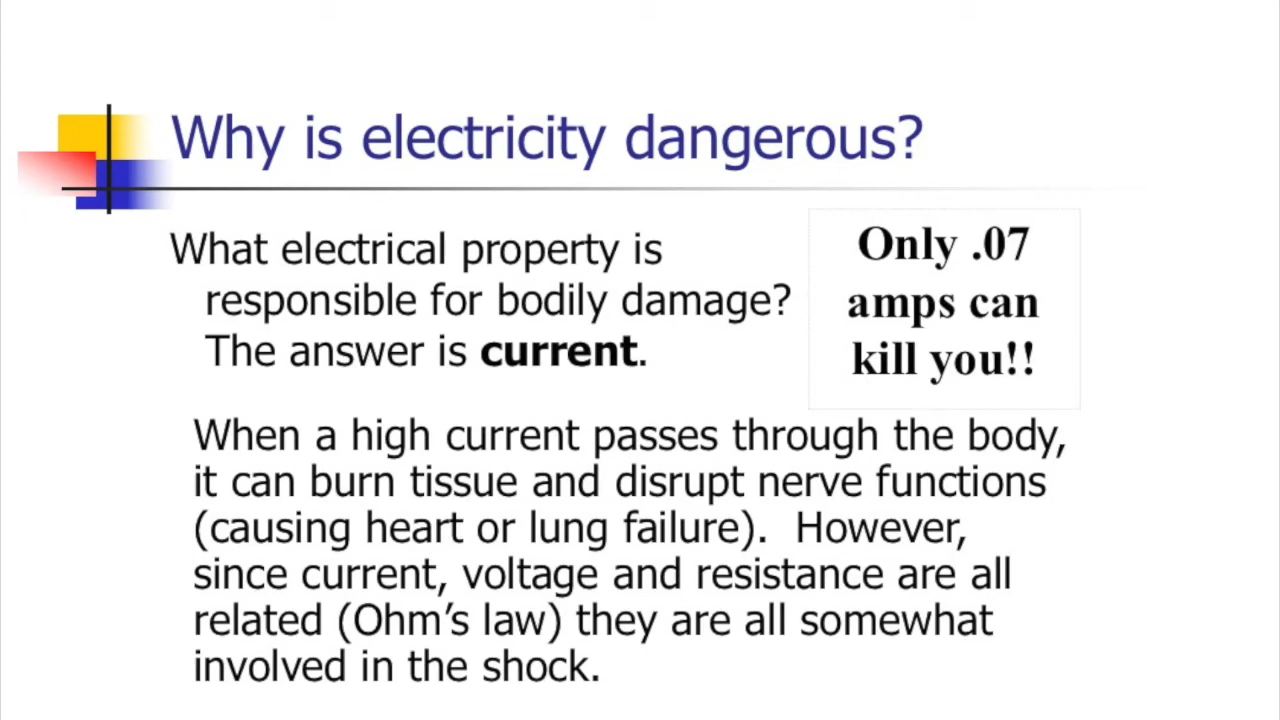 Why is electricity dangerous?
What electrical property is
responsible for bodily damage?
The answer is current.
Only .07
amps can
kill you!!
When a high current passes through the body,
it can burn tissue and disrupt nerve functions
(causing heart or lung failure).  However,
since current, voltage and resistance are all
related (Ohm’s law) they are all somewhat
involved in the shock.